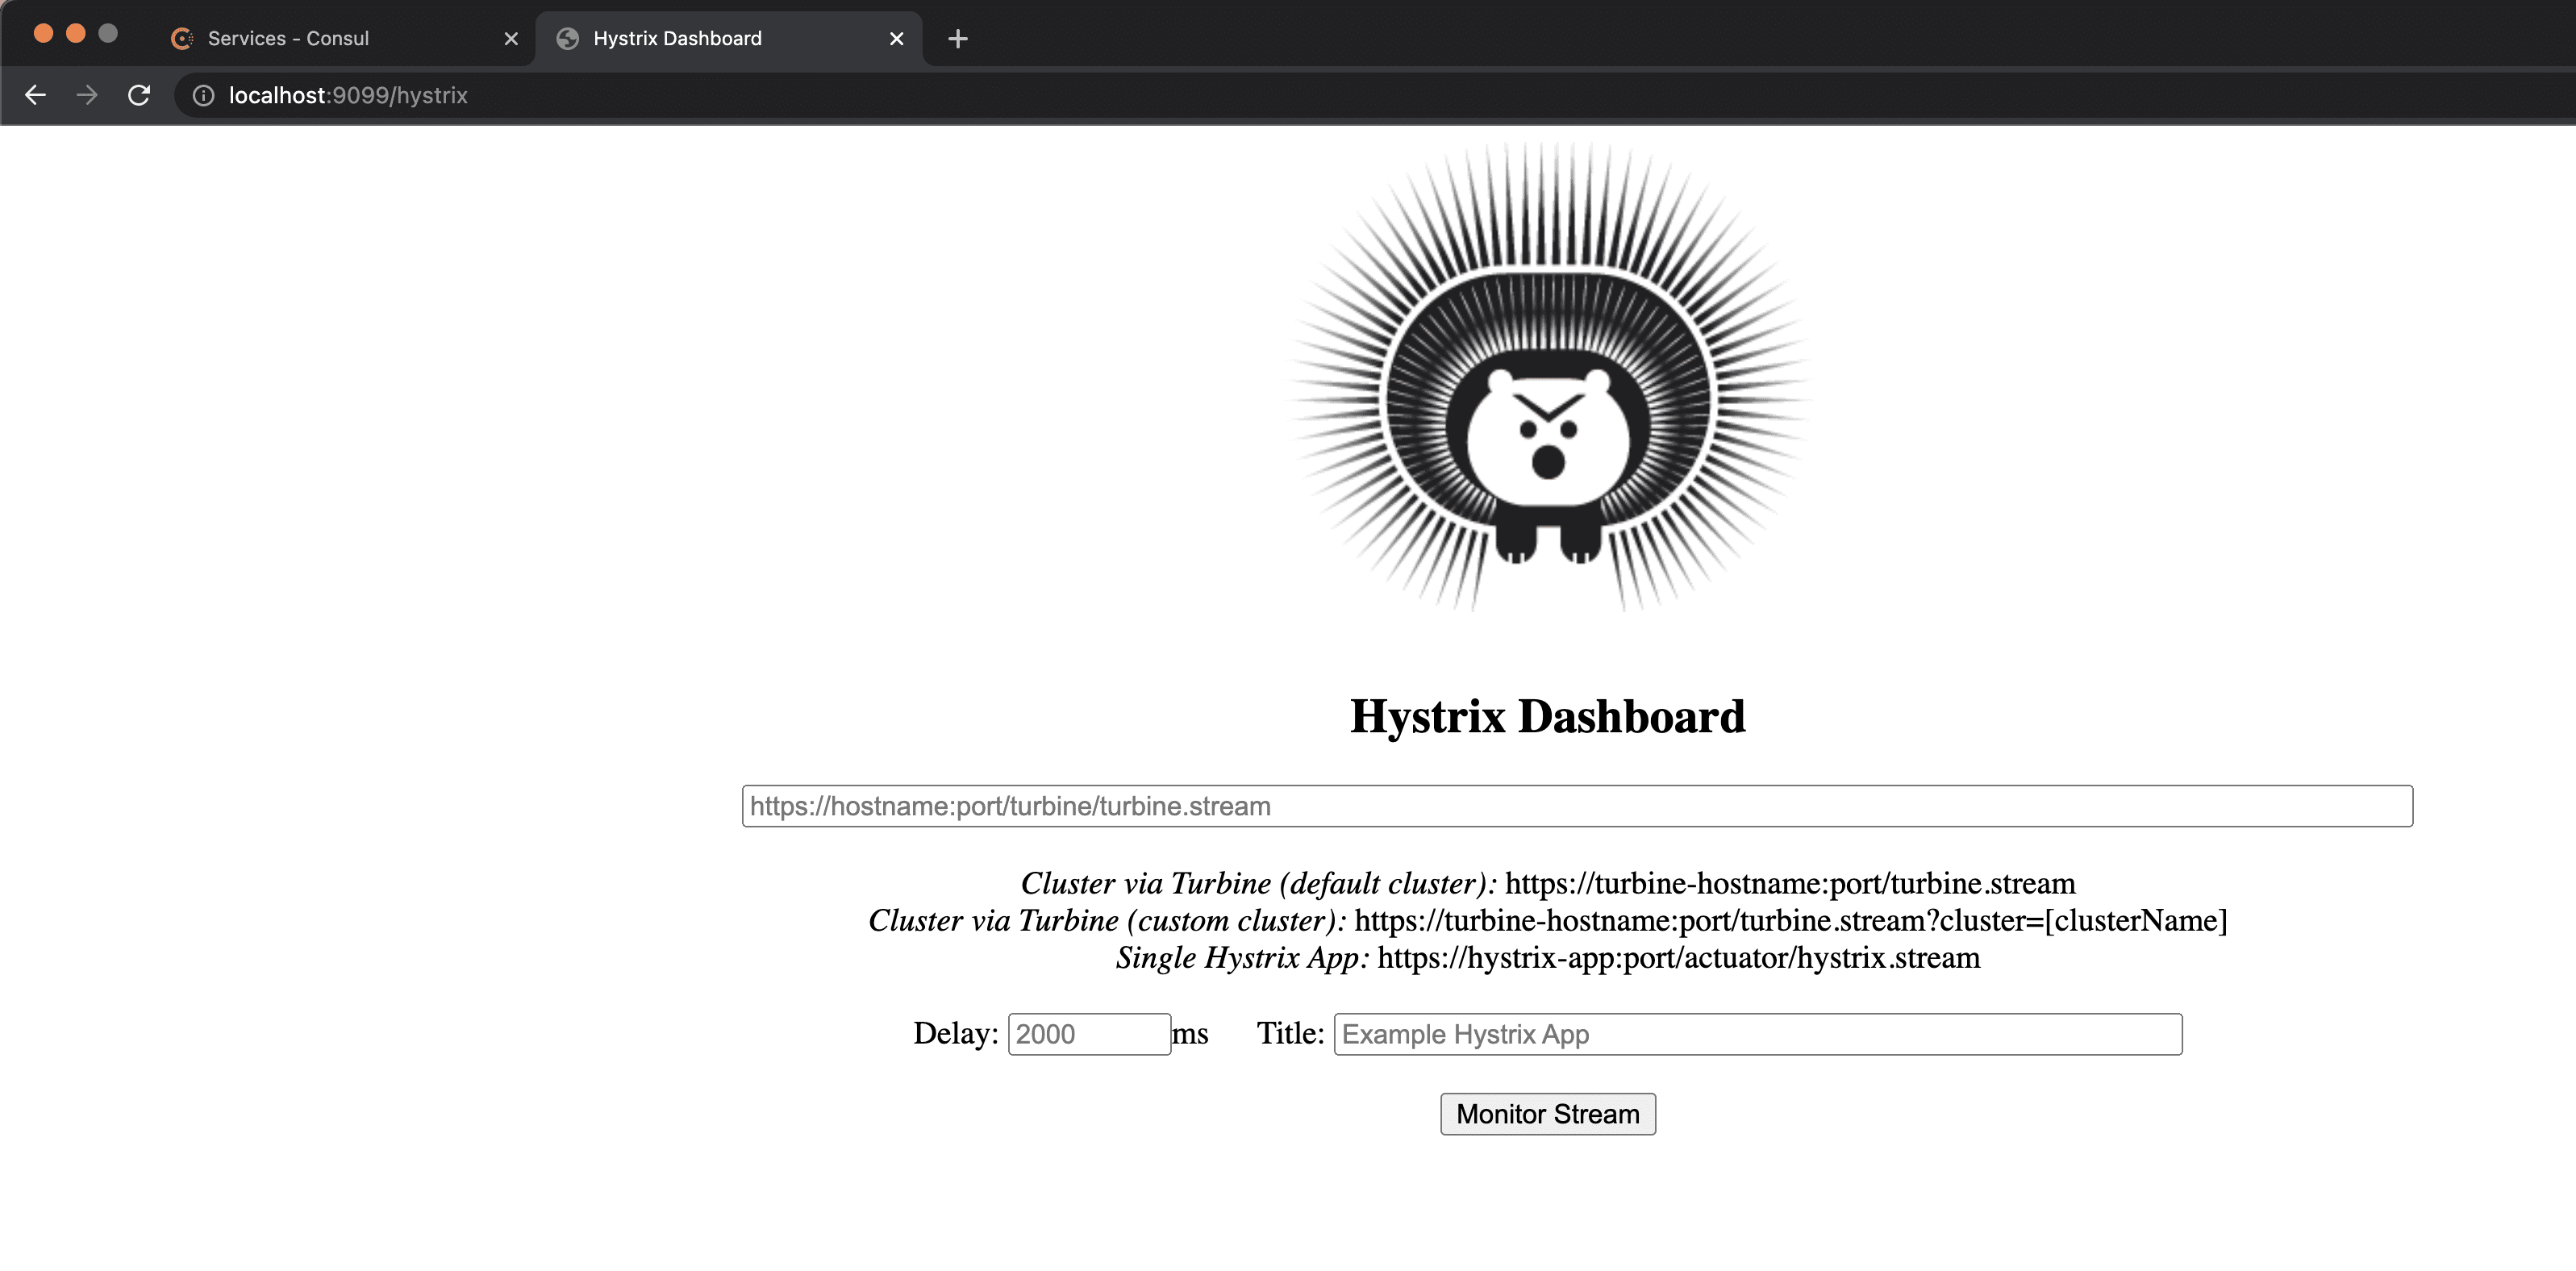 Services - Consul
Hystrix Dashboard
localhost:9099/hystrix
Hystrix Dashboard
https://hostname:port/turbine/turbine.stream
Cluster via Turbine (default cluster): https://turbine-hostname:port/turbine.stream
Cluster via Turbine (custom cluster): https://turbine-hostname:port/turbine.stream?cluster=[clusterName]
Single Hystrix App: https://hystrix-app:port/actuator/hystrix.stream
Delay: 2000 ms Title: Example Hystrix App
Monitor Stream